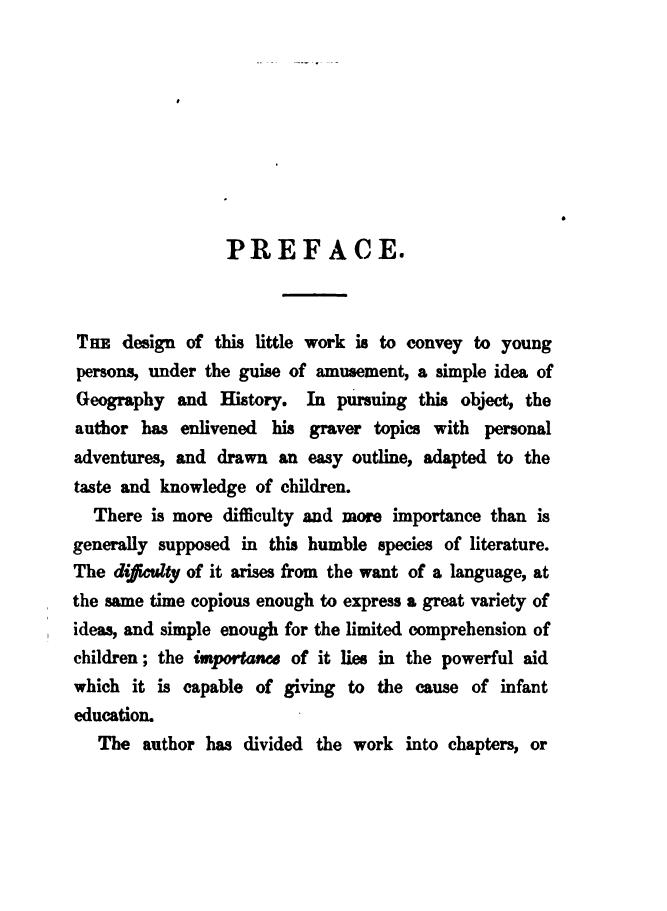 PREFACE.
THE design of this little work is to convey to young
persons, under the guise of amusement, a simple idea of
Geography and History. In pursuing this object, the
author has enlivened his graver topics with personal
adventures, and drawn an easy outline, adapted to the
taste and knowledge of children.
There is more difficulty and more importance than is
generally supposed in this humble species of literature.
The difficulty of it arises from the want of a language, at
the same time copious enough to express a great variety of
ideas, and simple enough for the limited comprehension of
children; the importance of it lies in the powerful aid
which it is capable of giving to the cause of infant
education.
The author has divided the work into chapters, or